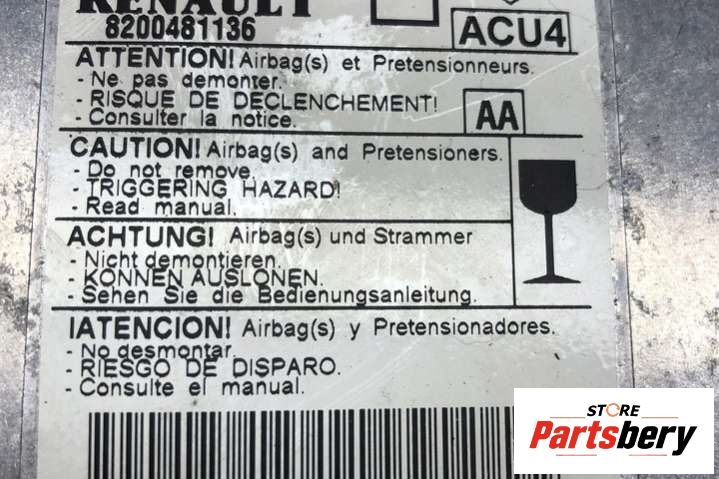 RENAULT
8200481136
ACU4
ATTENTION! Airbag(s) et Pretensionneurs.
- Ne pas demonter.
- RISQUE DE DECLENCHEMENT!
- Consulter la notice.
AA
CAUTION! Airbag(s) and Pretensioners.
- Do not remove.
- TRIGGERING HAZARD!
- Read manual.
ACHTUNG! Airbag(s) und Strammer
- Nicht demontieren.
- KONNEN AUSLONEN.
- Sehen Sie die Bedienungsanleitung.
IATENCION! Airbag(s) y Pretensionadores.
- No desmontar.
- RIESGO DE DISPARO.
- Consulte el manual.
STORE
Partsbery